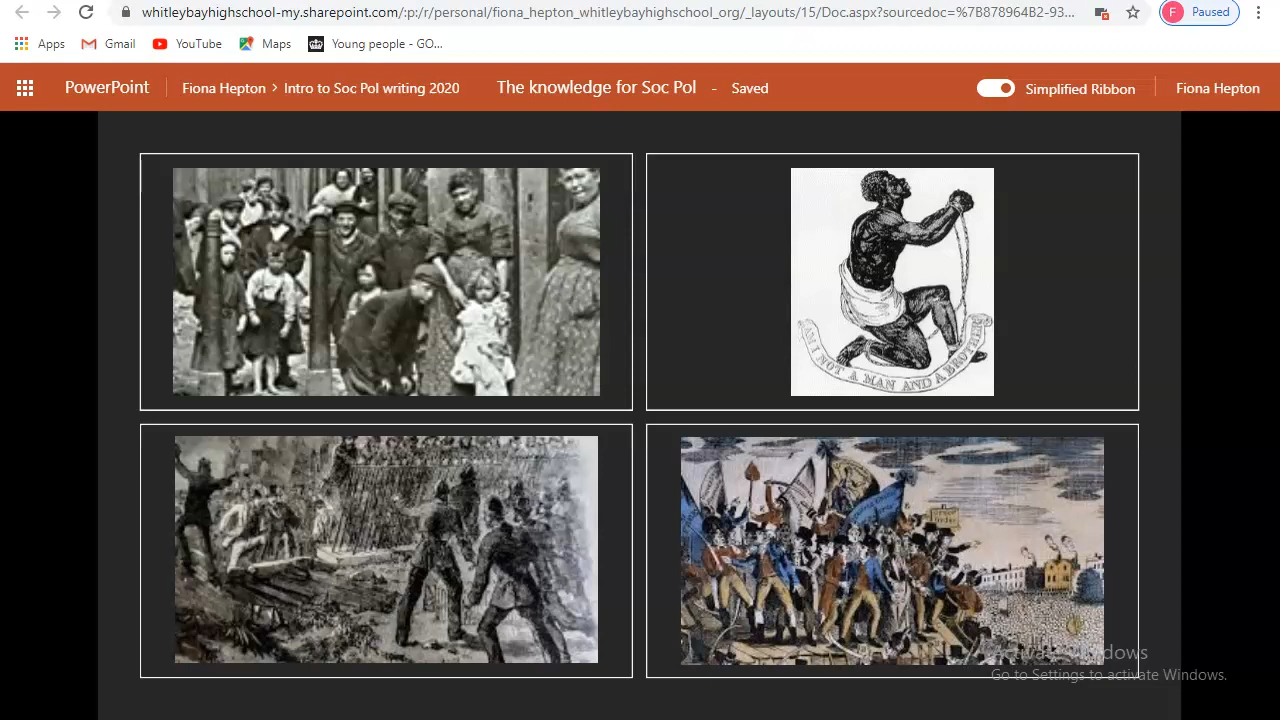 whitleybayhighschool-my.sharepoint.com/:p:/r/personal/fiona_hepton_whitleybayhighschool_org/_layouts/15/Doc.aspx?sourcedoc=%7B878964B2-93...
F Paused
Apps Gmail YouTube Maps Young people - GO...
PowerPoint Fiona Hepton > Intro to Soc Pol writing 2020 The knowledge for Soc Pol - Saved Simplified Ribbon Fiona Hepton
AM I NOT A MAN AND A BROTHER
Activate Windows
Go to Settings to activate Windows.